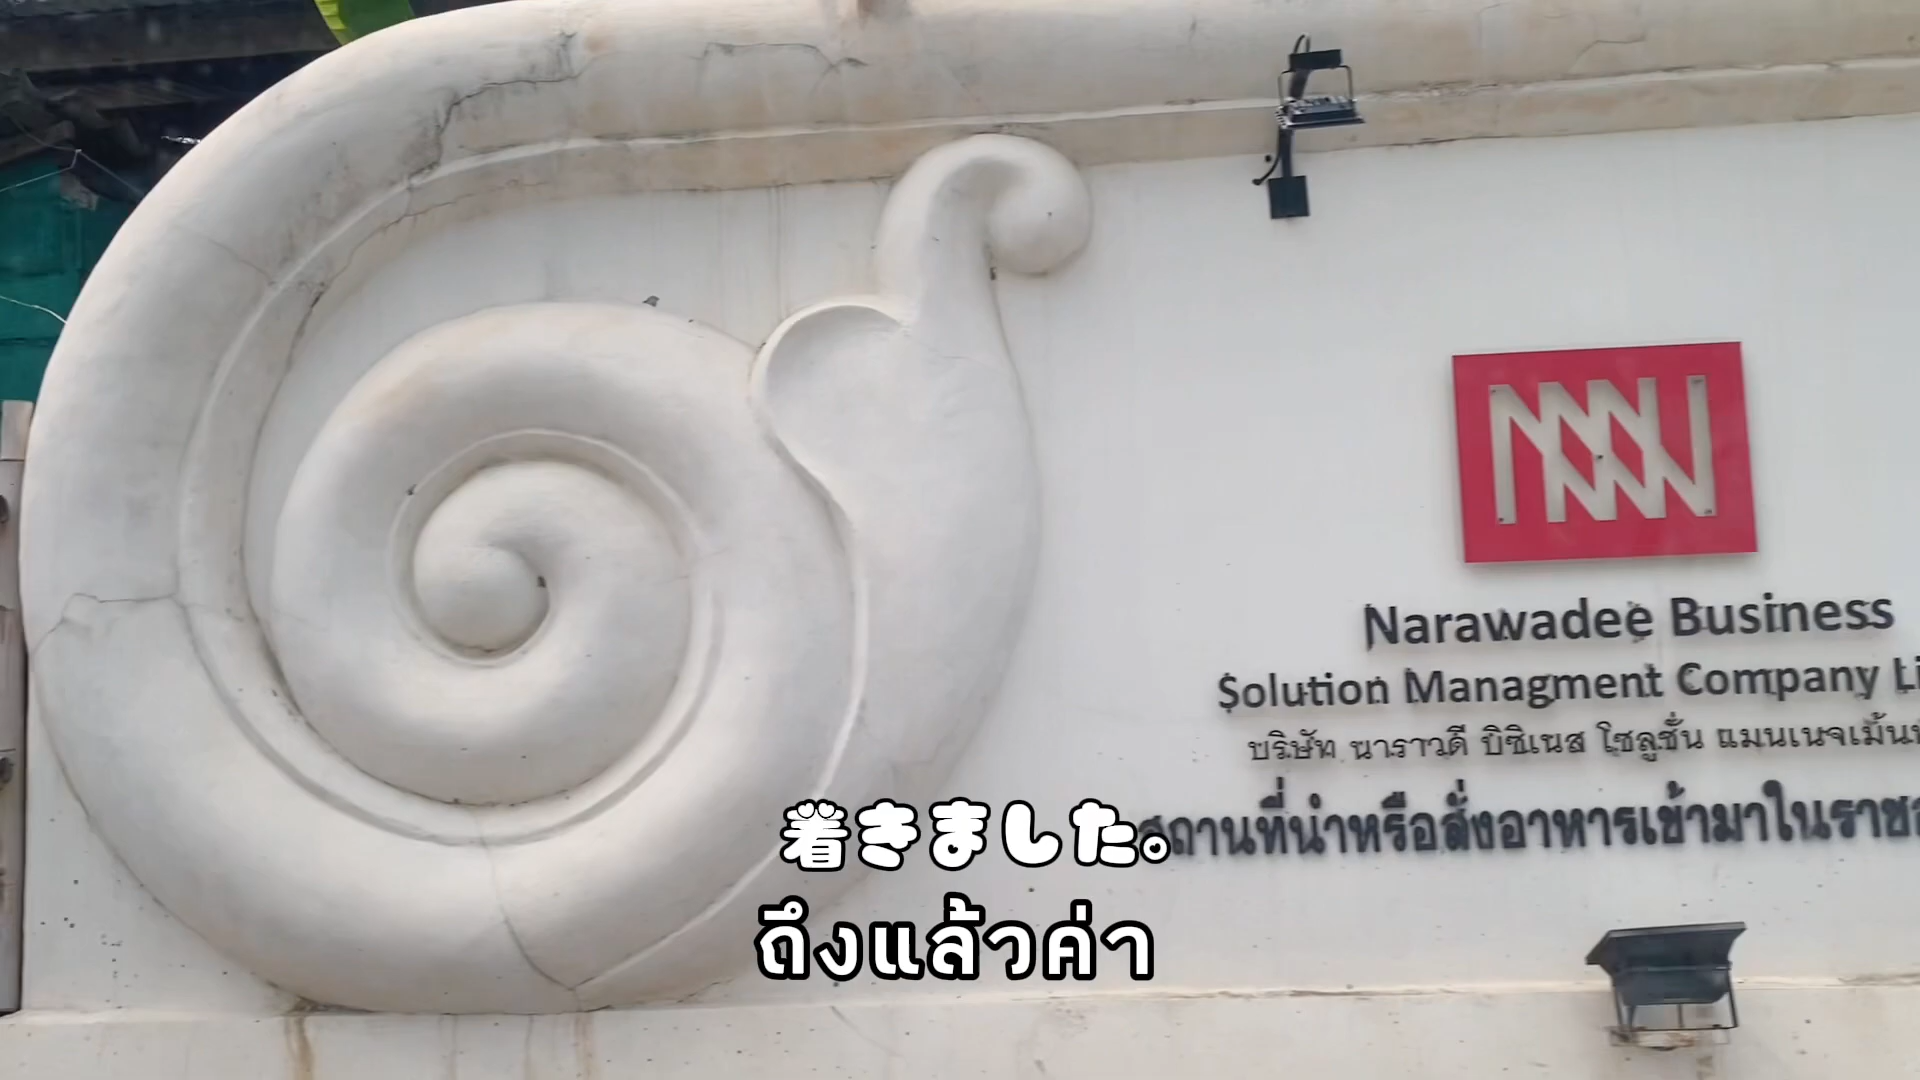 Narawadee Business
Solution Managment Company
บริษัท นาราวดี บิซิเนส โซลูชั่น แมนเนจเม้นท์
สถานที่นำหรือสั่งอาหารเข้ามาในราชอ
着きました。
ถึงแล้วค่า